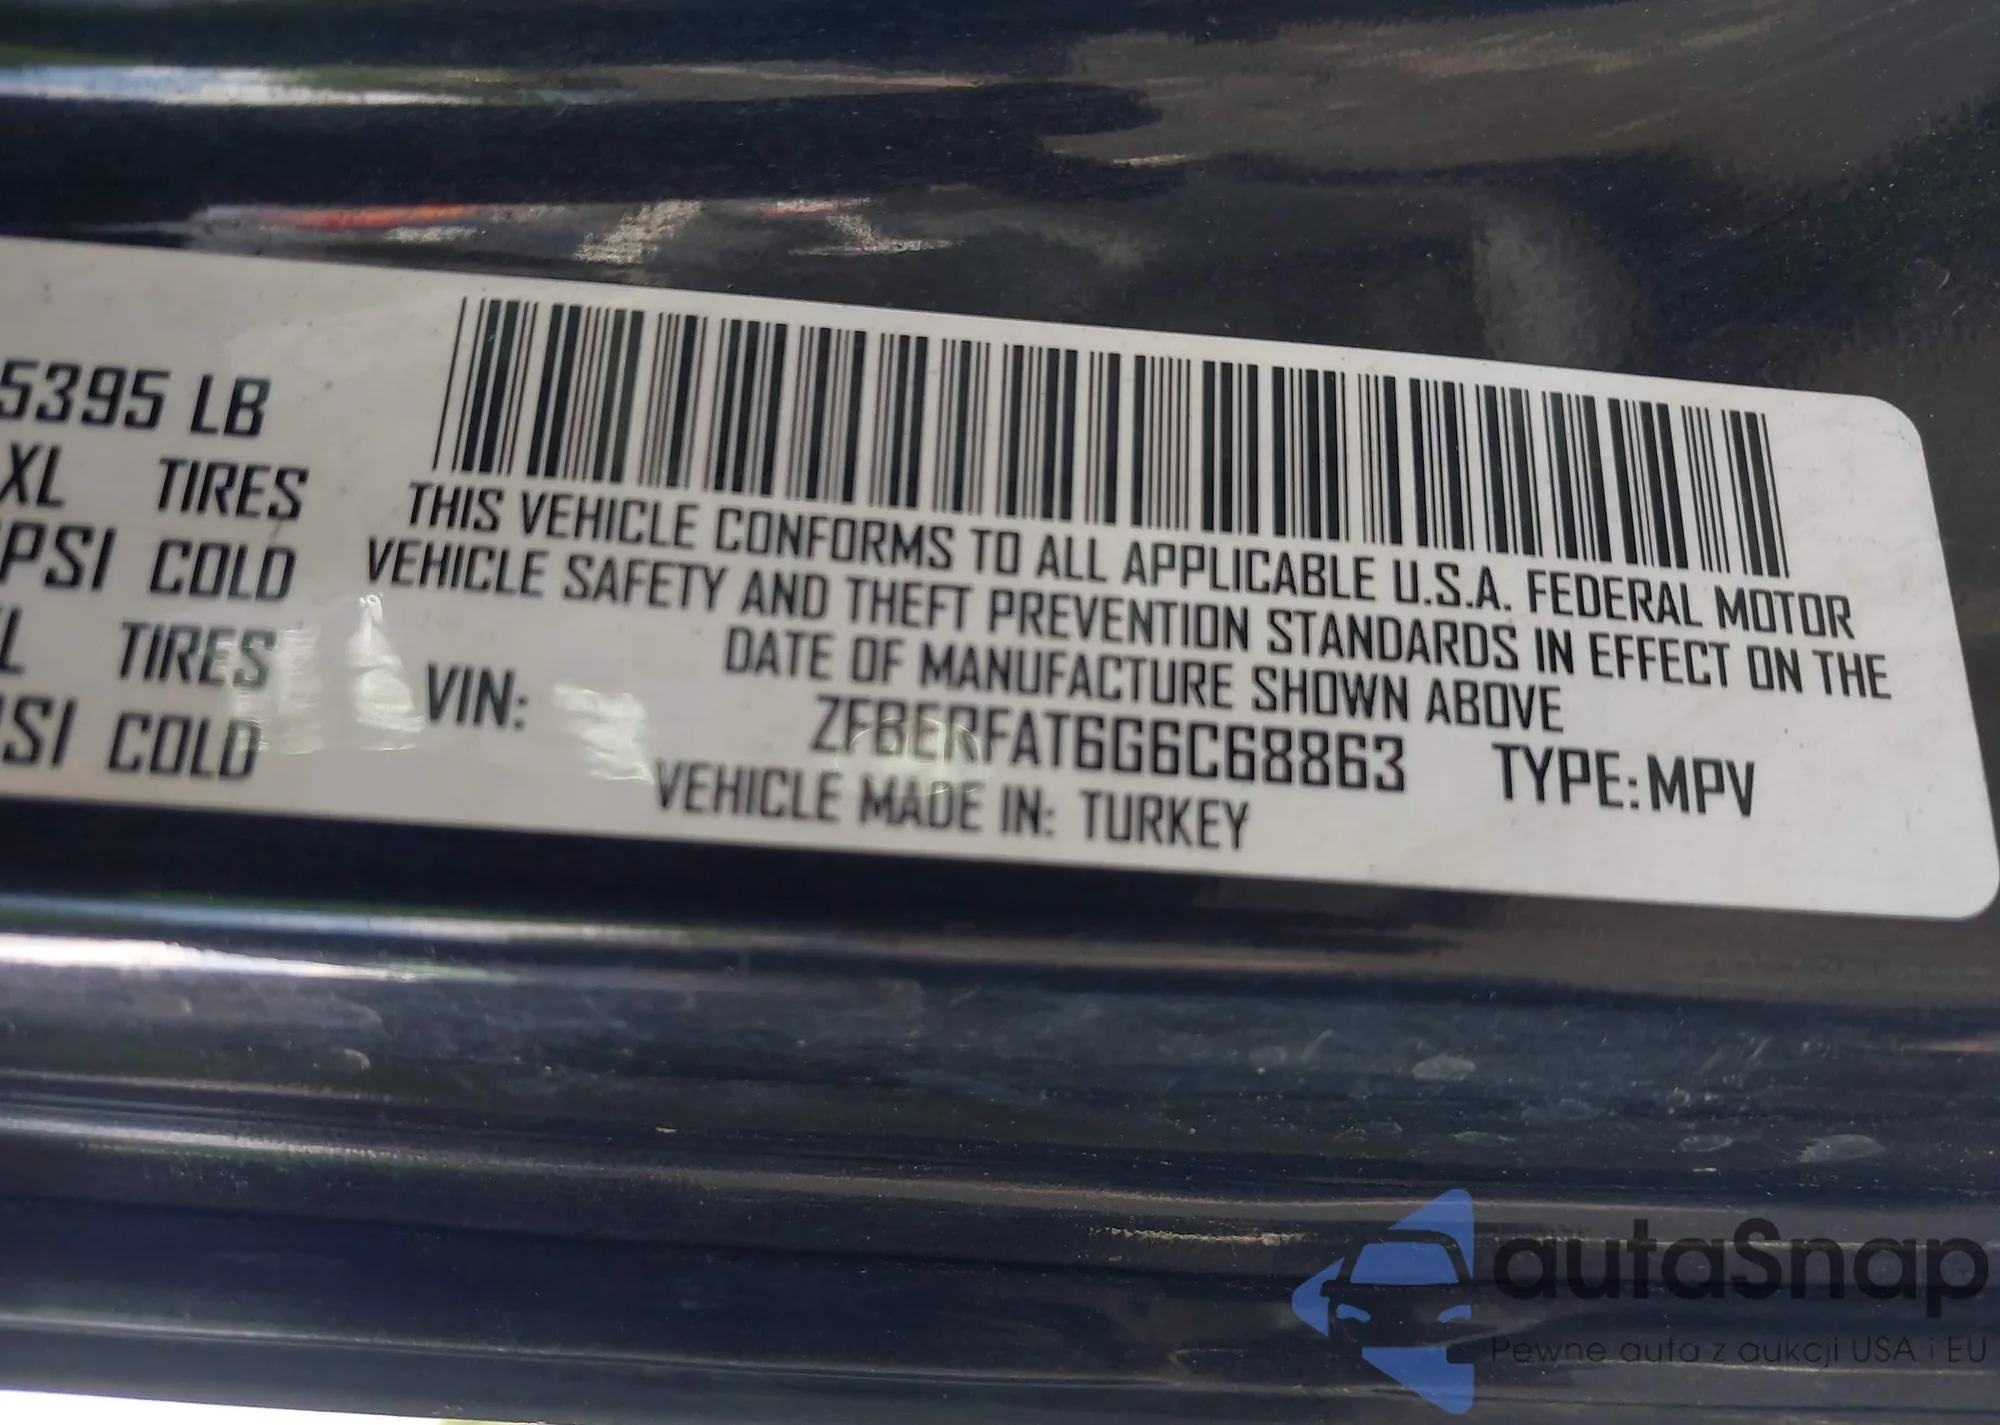 5395 LB
XL TIRES
PSI COLD
L TIRES
SI COLD
THIS VEHICLE CONFORMS TO ALL APPLICABLE U.S.A. FEDERAL MOTOR
VEHICLE SAFETY AND THEFT PREVENTION STANDARDS IN EFFECT ON THE
DATE OF MANUFACTURE SHOWN ABOVE
VIN: ZFBERFAT6G6C68863 TYPE: MPV
VEHICLE MADE IN: TURKEY
autaSnap
Pewne auta z aukcji USA i EU